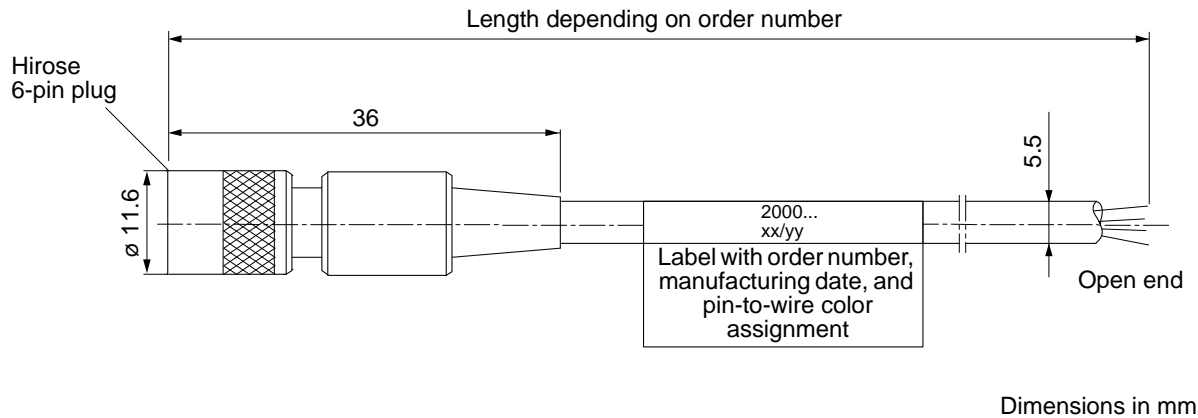 Length depending on order number
Hirose
6-pin plug
36
5.5
ø 11.6
2000...
xx/yy
Label with order number,
manufacturing date, and
pin-to-wire color
assignment
Open end
Dimensions in mm